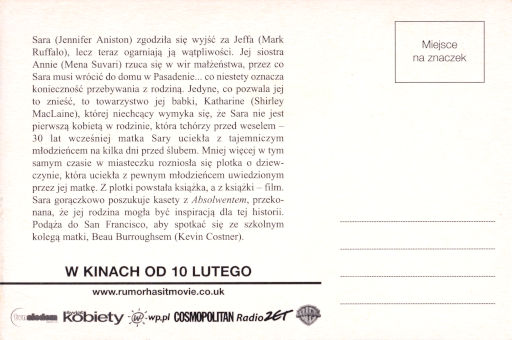 Sara (Jennifer Aniston) zgodziła się wyjść za Jeffa (Mark
Ruffalo), lecz teraz ogarniają ją wątpliwości. Jej siostra
Annie (Mena Suvari) rzuca się w wir małżeństwa, przez co
Sara musi wrócić do domu w Pasadenie... co niestety oznacza
konieczność przebywania z rodziną. Jedyne, co pozwala jej
to znieść, to towarzystwo jej babki, Katharine (Shirley
MacLaine), której niechcący wymyka się, że Sara nie jest
pierwszą kobietą w rodzinie, która tchórzy przed weselem –
30 lat wcześniej matka Sary uciekła z tajemniczym
młodzieńcem na kilka dni przed ślubem. Mniej więcej w tym
samym czasie w miasteczku rozniosła się plotka o dziew-
czynie, która uciekła z pewnym młodzieńcem uwiedzionym
przez jej matkę. Z plotki powstała książka, a z książki – film.
Sara gorączkowo poszukuje kasety z Absolwentem, przeko-
nana, że jej rodzina mogła być inspiracją dla tej historii.
Podąża do San Francisco, aby spotkać się ze szkolnym
kolegą matki, Beau Burroughsem (Kevin Costner).
Miejsce
na znaczek
W KINACH OD 10 LUTEGO
www.rumorhasitmovie.co.uk
kobiety wp.pl COSMOPOLITAN Radio ZET